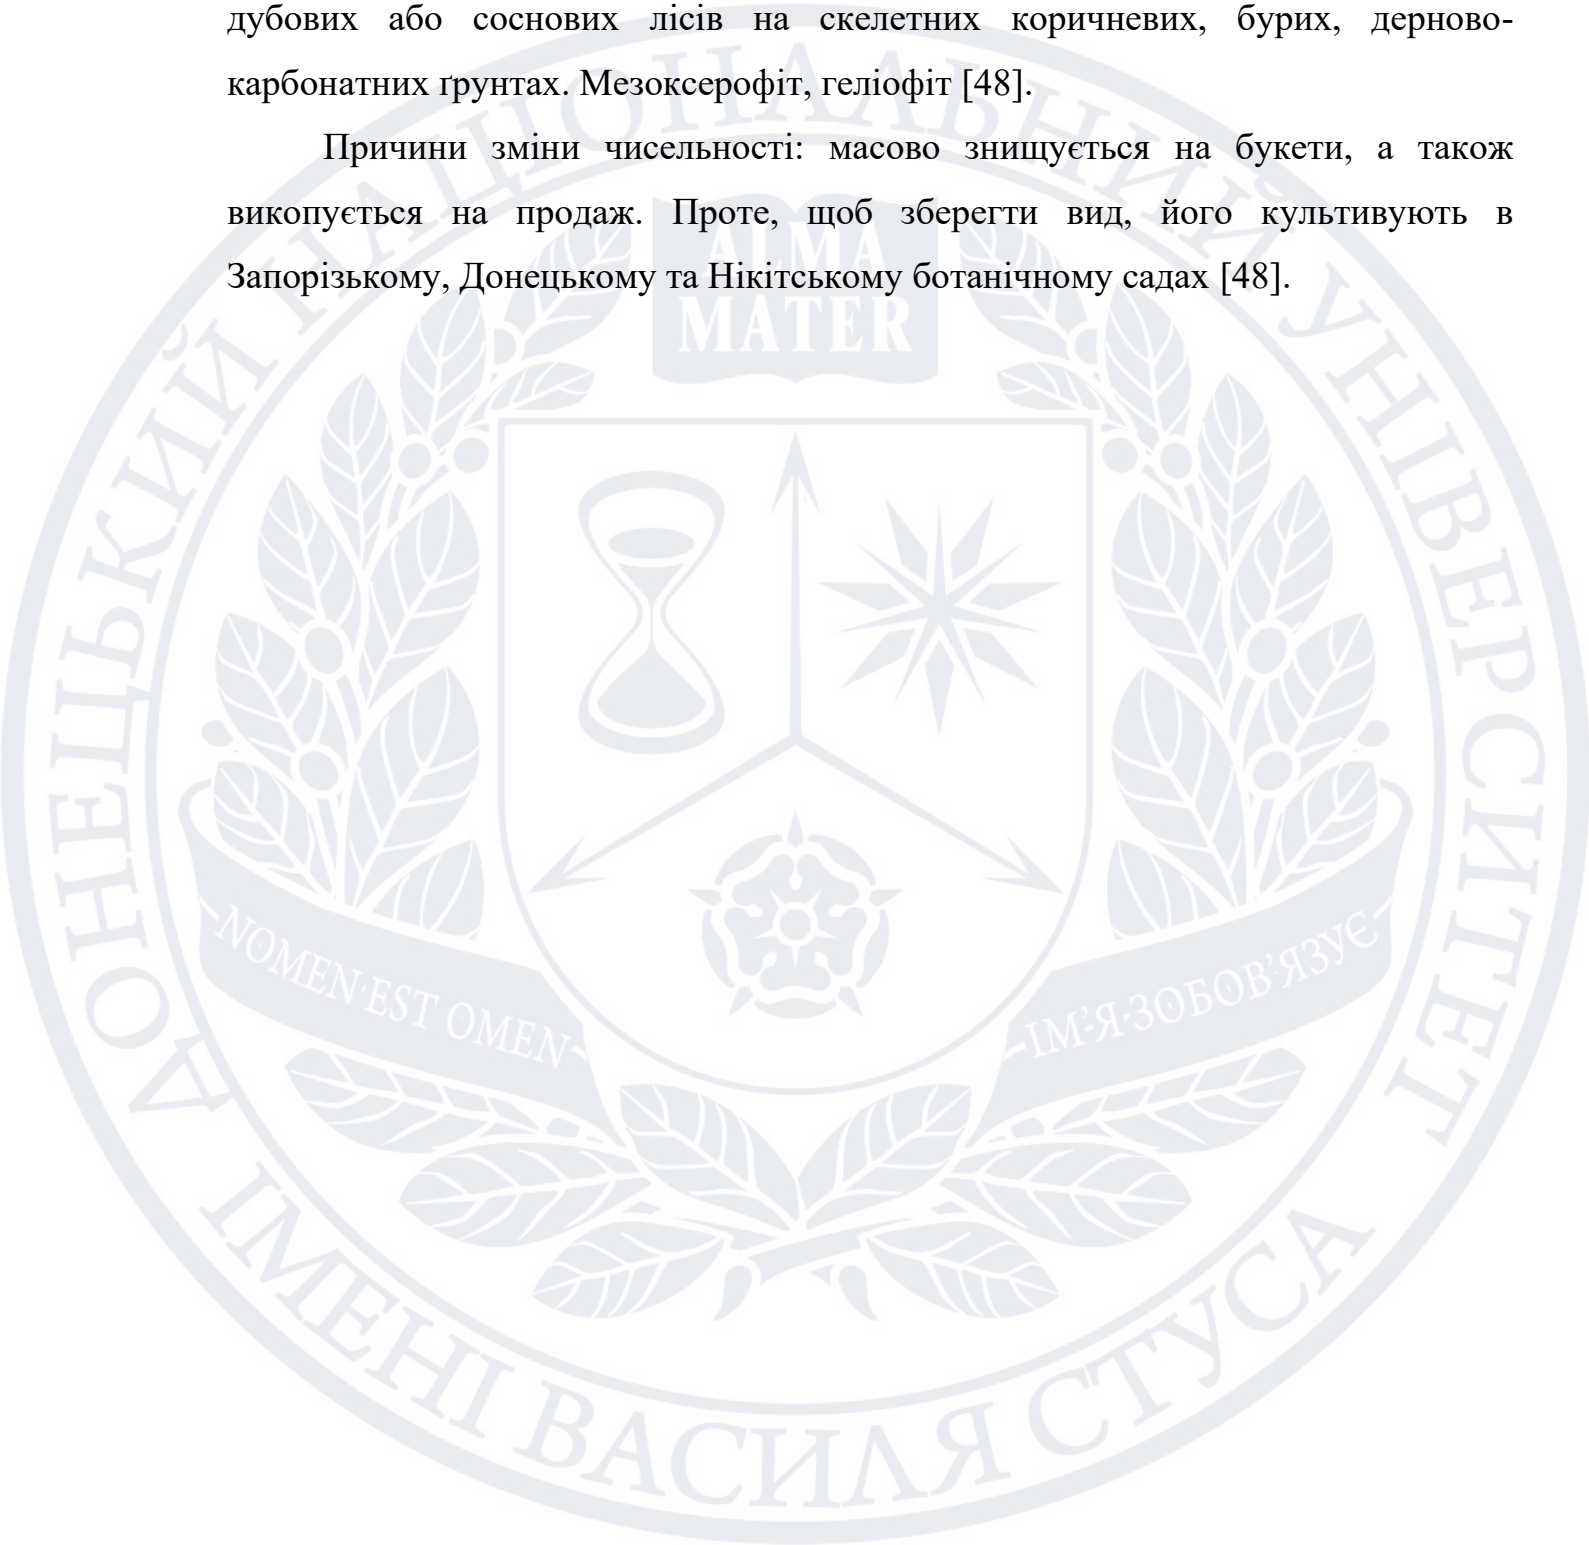 дубових або соснових лісів на скелетних коричневих, бурих, дерново-
карбонатних ґрунтах. Мезоксерофіт, геліофіт [48].
Причини зміни чисельності: масово знищується на букети, а також
викопується на продаж. Проте, щоб зберегти вид, його культивують в
Запорізькому, Донецькому та Нікітському ботанічному садах [48].
ДОНЕЦЬКИЙ НАЦІОНАЛЬНИЙ УНІВЕРСИТЕТ
ALMA
MATER
NOMEN·EST·OMEN
ІМ'Я·ЗОБОВ'ЯЗУЄ
ІМЕНІ ВАСИЛЯ СТУСА